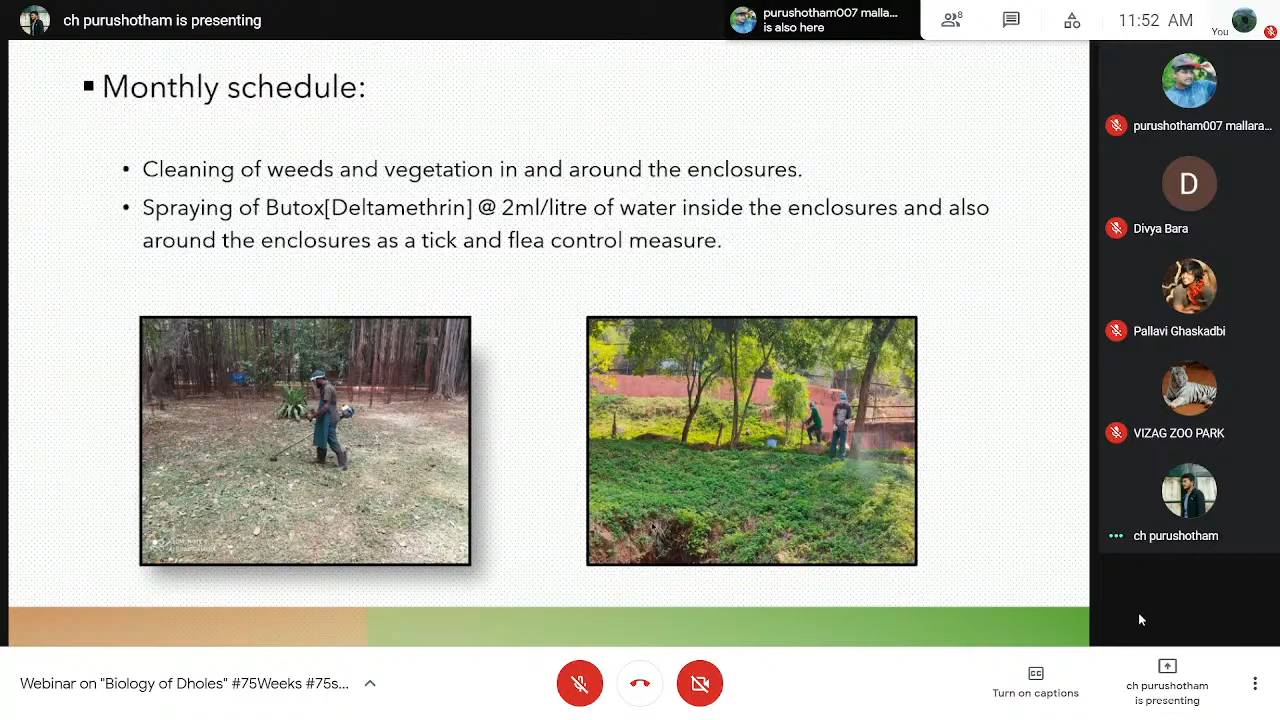 ch purushotham is presenting
purushotham007 malla...
is also here
8
11:52 AM
You
▪ Monthly schedule:
• Cleaning of weeds and vegetation in and around the enclosures.
• Spraying of Butox[Deltamethrin] @ 2ml/litre of water inside the enclosures and also
around the enclosures as a tick and flea control measure.
purushotham007 mallara...
D
Divya Bara
Pallavi Ghaskadbi
VIZAG ZOO PARK
ch purushotham
Webinar on "Biology of Dholes" #75Weeks #75s...
CC
Turn on captions
ch purushotham
is presenting